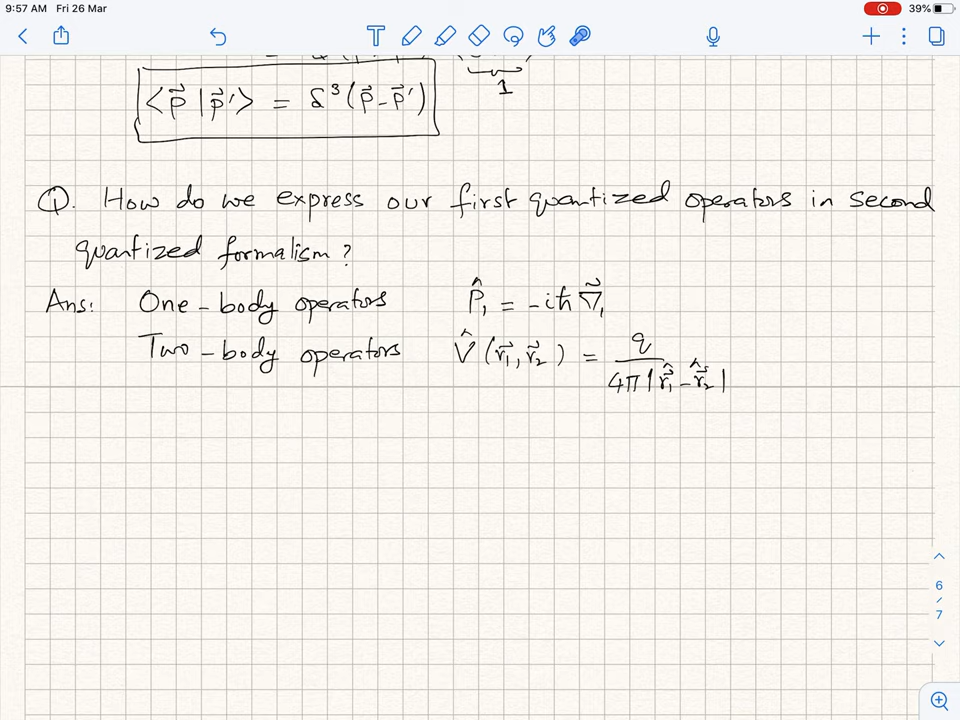 9:57 AM Fri 26 Mar
39%
T
1
⟨p⃗ |p⃗'⟩ = δ³(p⃗ - p⃗')
Q. How do we express our first quantized operators in second
quantized formalism?
Ans: One-body operators P̂₁ = -iħ ∇⃗₁
Two-body operators V̂ (r⃗₁, r⃗₂) = q / 4π |r̂⃗₁ - r̂⃗₂|
6
/
7